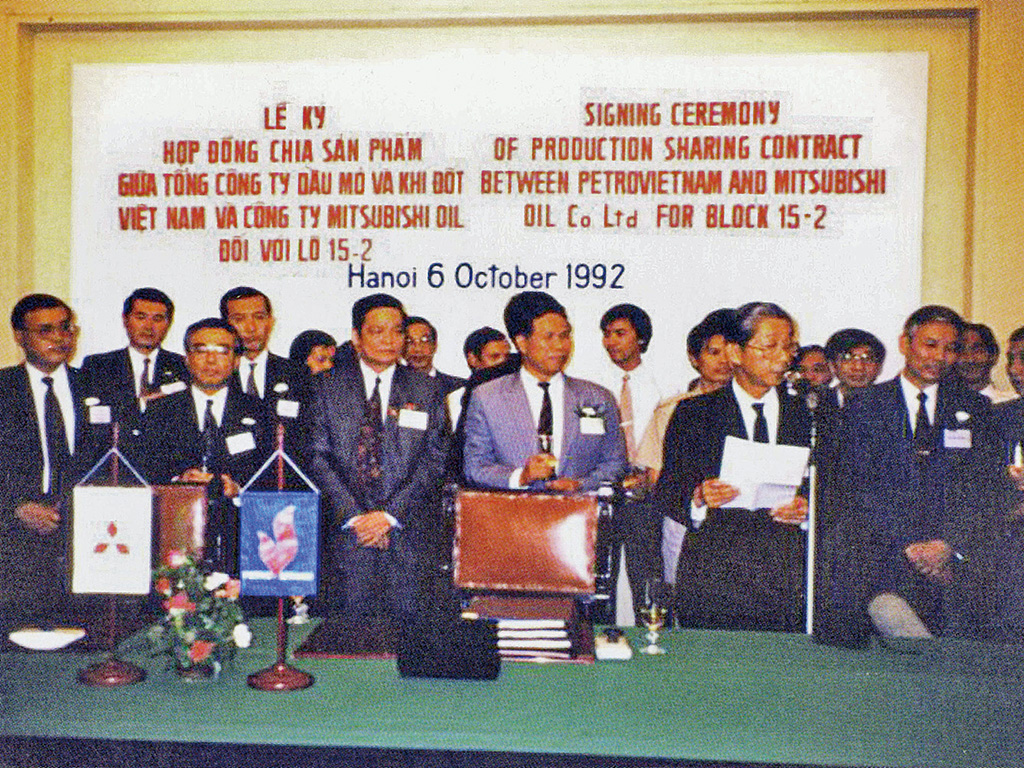 LỄ KÝ
HỢP ĐỒNG CHIA SẢN PHẨM
GIỮA TỔNG CÔNG TY DẦU MỎ VÀ KHÍ ĐỐT
VIỆT NAM VÀ CÔNG TY MITSUBISHI OIL
ĐỐI VỚI LÔ 15-2
SIGNING CEREMONY
OF PRODUCTION SHARING CONTRACT
BETWEEN PETROVIETNAM AND MITSUBISHI
OIL Co Ltd FOR BLOCK 15-2
Hanoi 6 October 1992